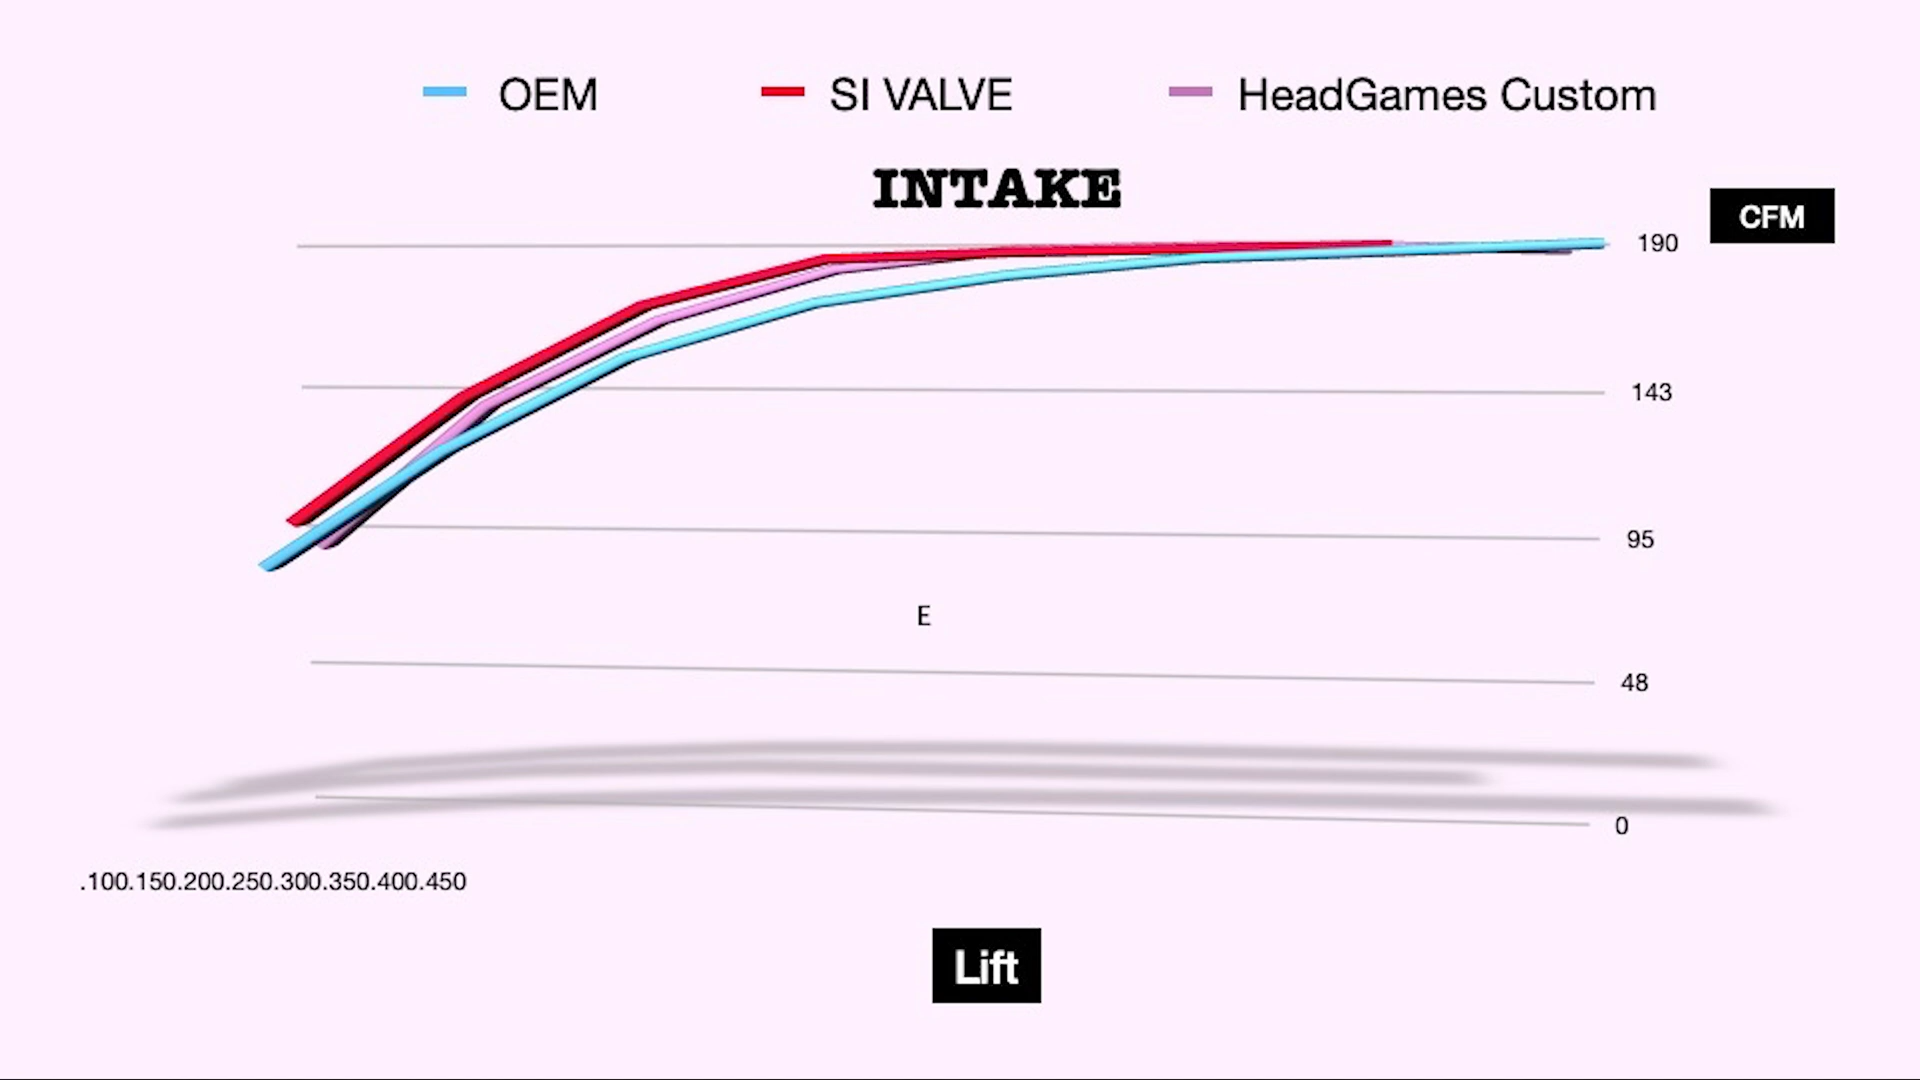 OEM
SI VALVE
HeadGames Custom
INTAKE
CFM
190
143
95
E
48
0
.100.150.200.250.300.350.400.450
Lift